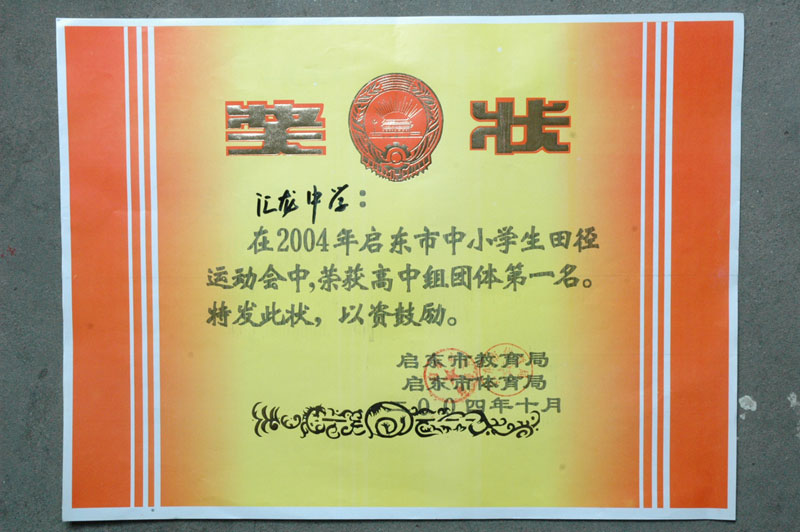 奖 状
汇龙中学：
在2004年启东市中小学生田径
运动会中,荣获高中组团体第一名。
特发此状，以资鼓励。
启东市教育局
启东市体育局
二00四年十月